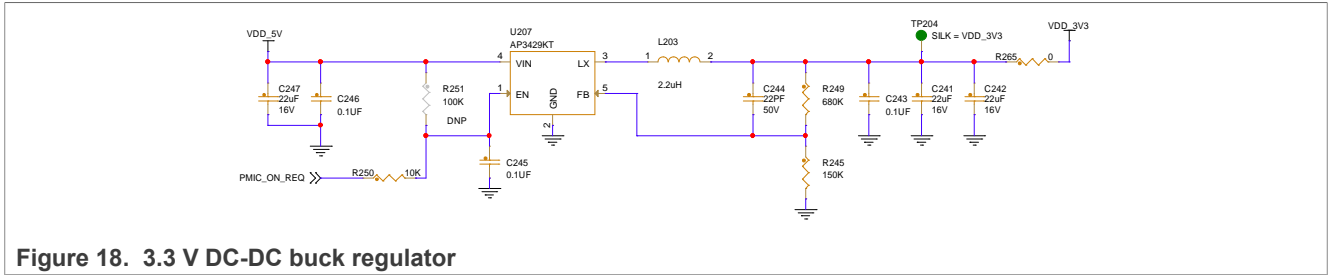 VDD_5V
U207
AP3429KT
TP204
SILK = VDD_3V3
VDD_3V3
L203
R265
0
4
VIN
LX
3
1
2
2.2uH
C247
22uF
16V
C246
0.1UF
R251
100K
DNP
1
EN
GND
FB
5
2
C244
22PF
50V
R249
680K
C243
0.1UF
C241
22uF
16V
C242
22uF
16V
PMIC_ON_REQ
R250
10K
C245
0.1UF
R245
150K
Figure 18. 3.3 V DC-DC buck regulator